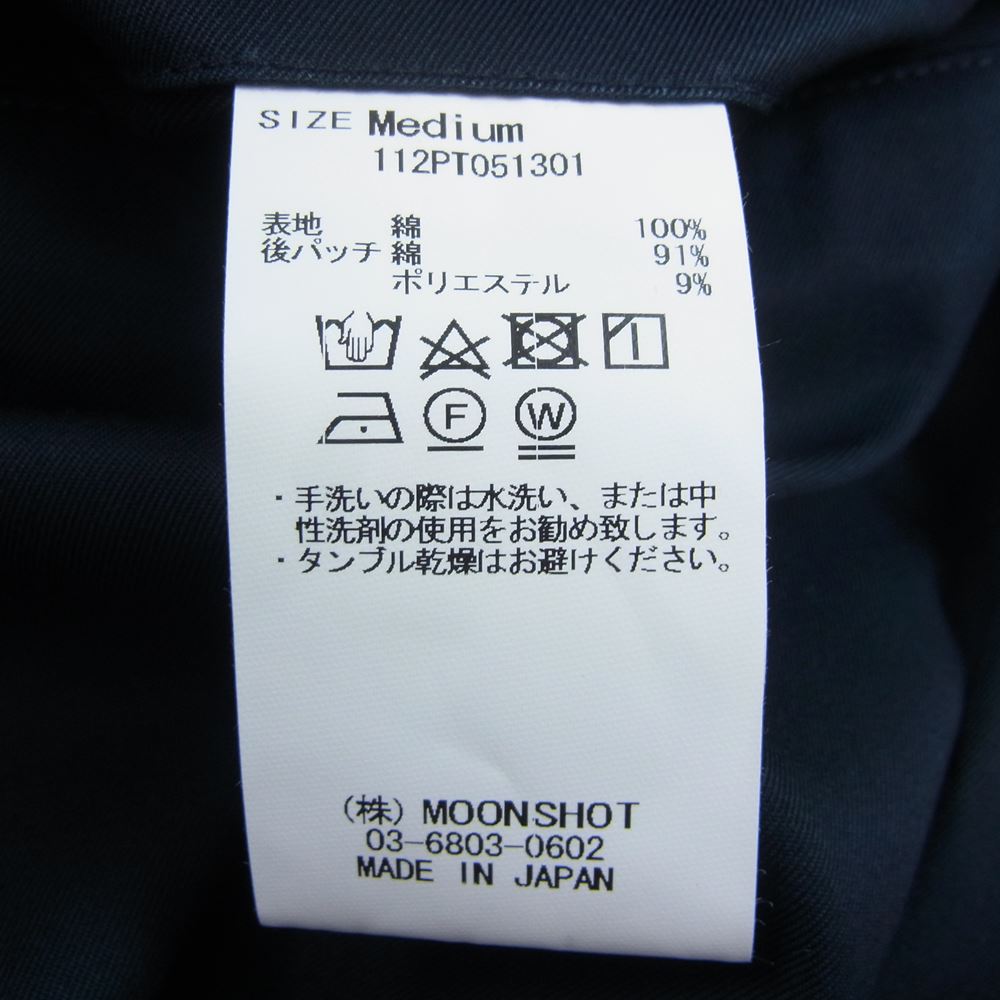 SIZE Medium
112PT051301
表地 綿 100%
後パッチ 綿 91%
ポリエステル 9%
F W
・手洗いの際は水洗い、または中
性洗剤の使用をお勧め致します。
・タンブル乾燥はお避けください。
(株) MOONSHOT
03-6803-0602
MADE IN JAPAN